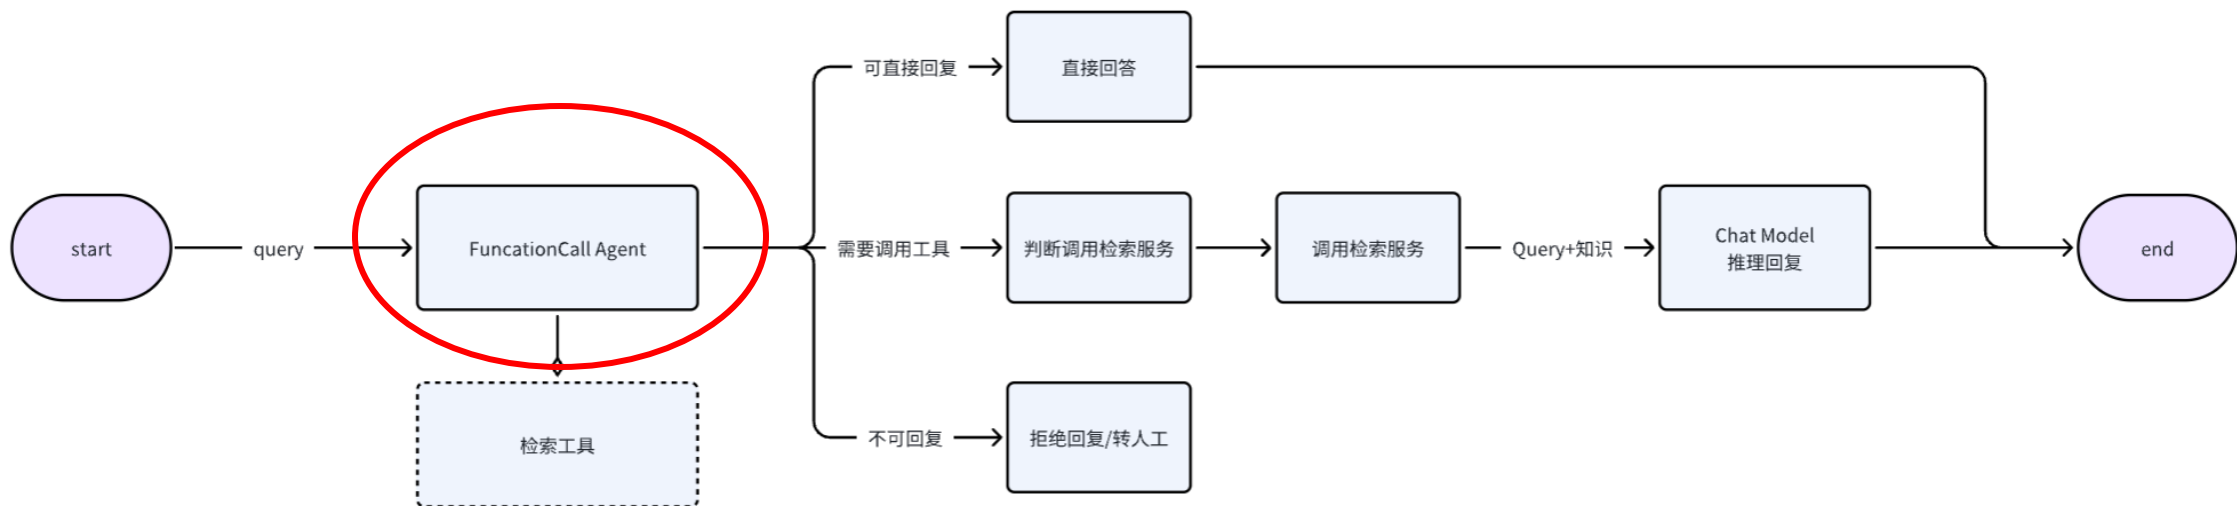 可直接回复
直接回答
start
query
FuncationCall Agent
需要调用工具
判断调用检索服务
调用检索服务
Query+知识
Chat Model
推理回复
end
检索工具
不可回复
拒绝回复/转人工